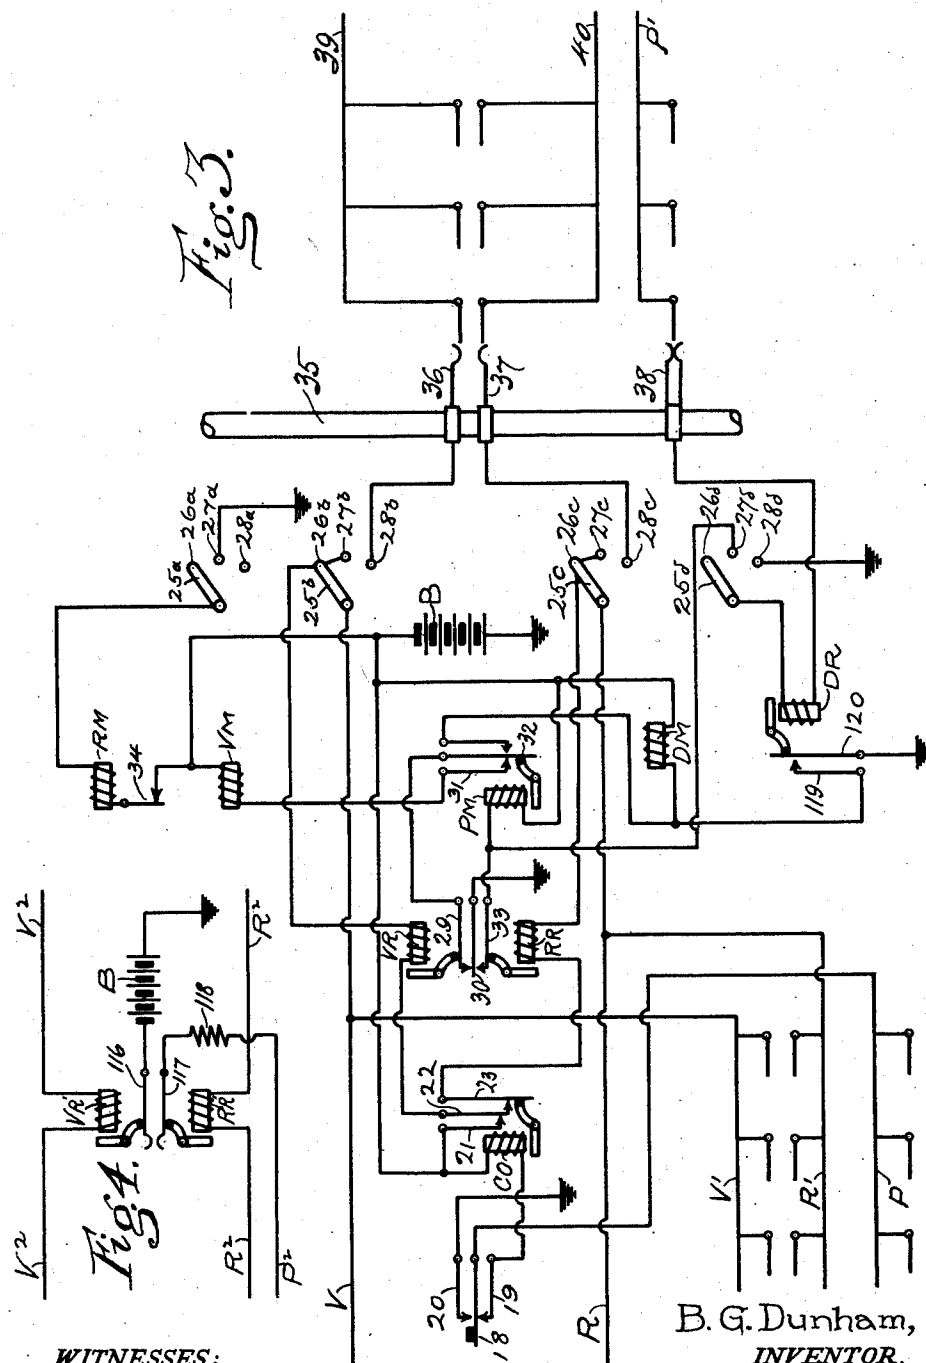 39
40
P'
Fig. 3.
35
36
37
38
26a
27a
28a
25a
26b
27b
28b
25b
B
26c
27c
28c
25c
26d
27d
28d
25d
RM
34
VM
32
31
PM
DM
DR
120
119
V2
V2
B
116
117
118
VR'
RR'
R2
R2
P2
Fig. 4.
VR
29
30
33
RR
22
23
21
CO
20
19
18
V
R
V'
R'
P
B. G. Dunham,
WITNESSES:
INVENTOR.